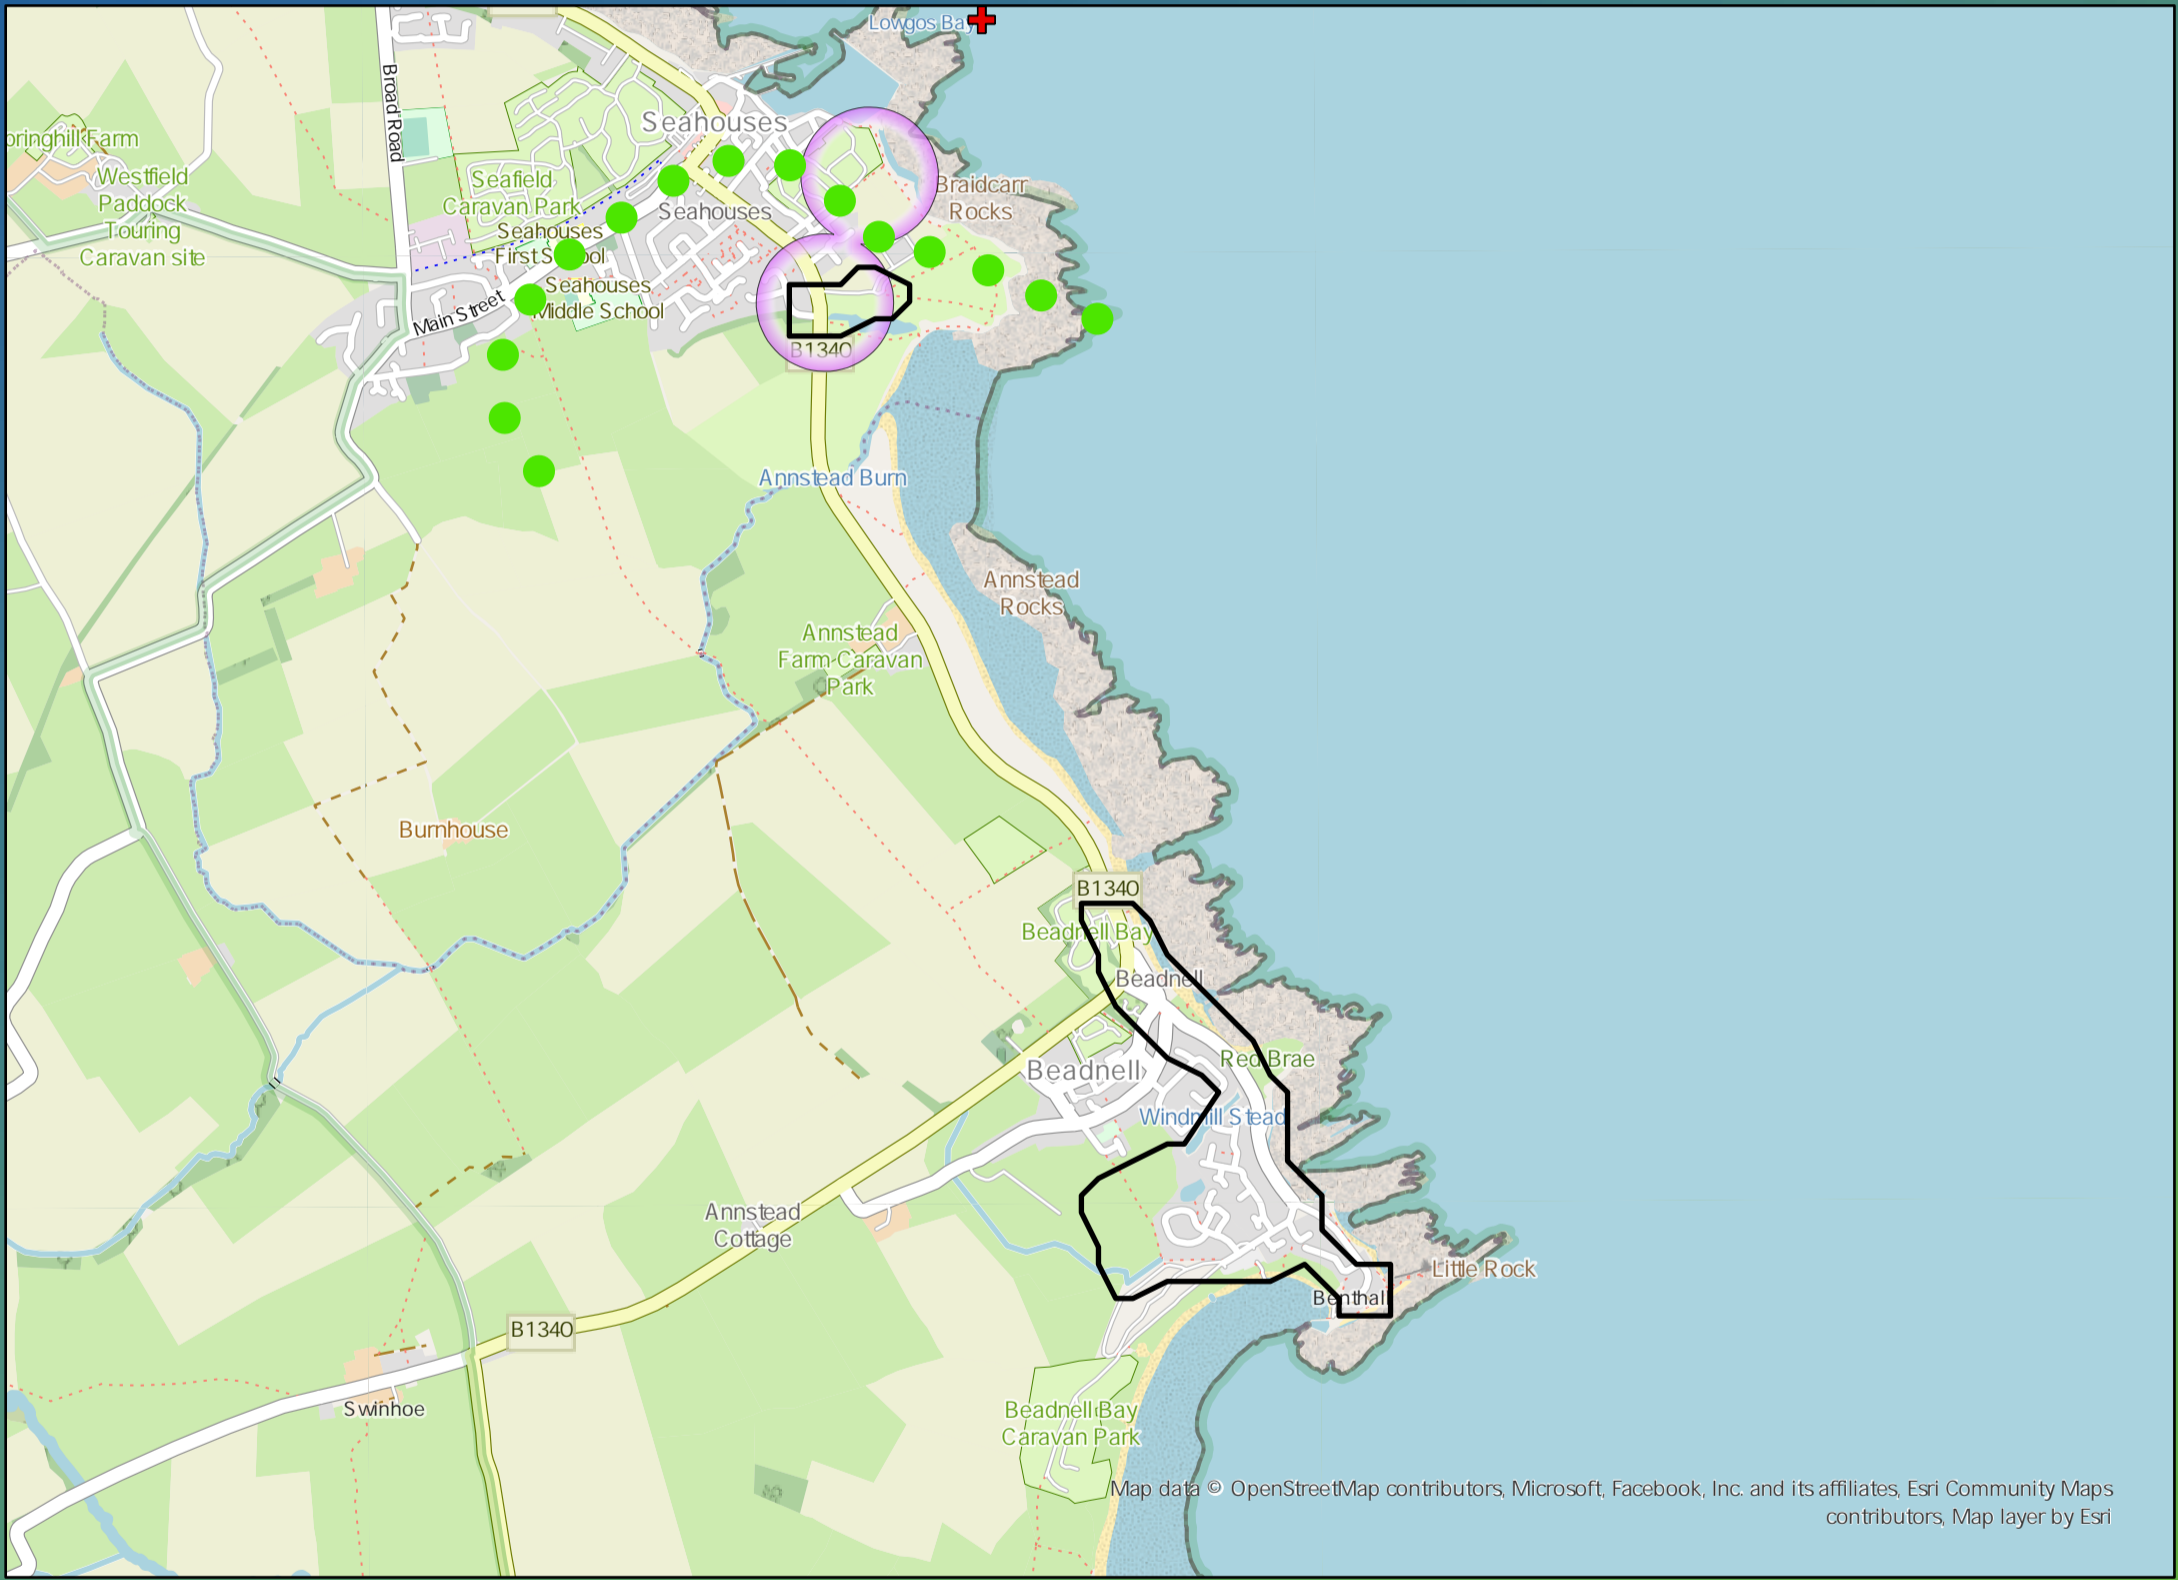 Lowgos Bay
Broad Road
Seahouses
pringhill Farm
Westfield
Paddock
Touring
Caravan site
Seafield
Caravan Park
Braidcarr
Rocks
Seahouses
Seahouses
First School
Seahouses
Middle School
Main Street
B1340
Annstead Burn
Annstead
Rocks
Annstead
Farm Caravan
Park
Burnhouse
B1340
Beadnell Bay
Beadnell
Red Brae
Beadnell
Windmill Stead
Annstead
Cottage
Little Rock
Benthall
B1340
Swinhoe
Beadnell Bay
Caravan Park
Map data © OpenStreetMap contributors, Microsoft, Facebook, Inc. and its affiliates, Esri Community Maps
contributors, Map layer by Esri